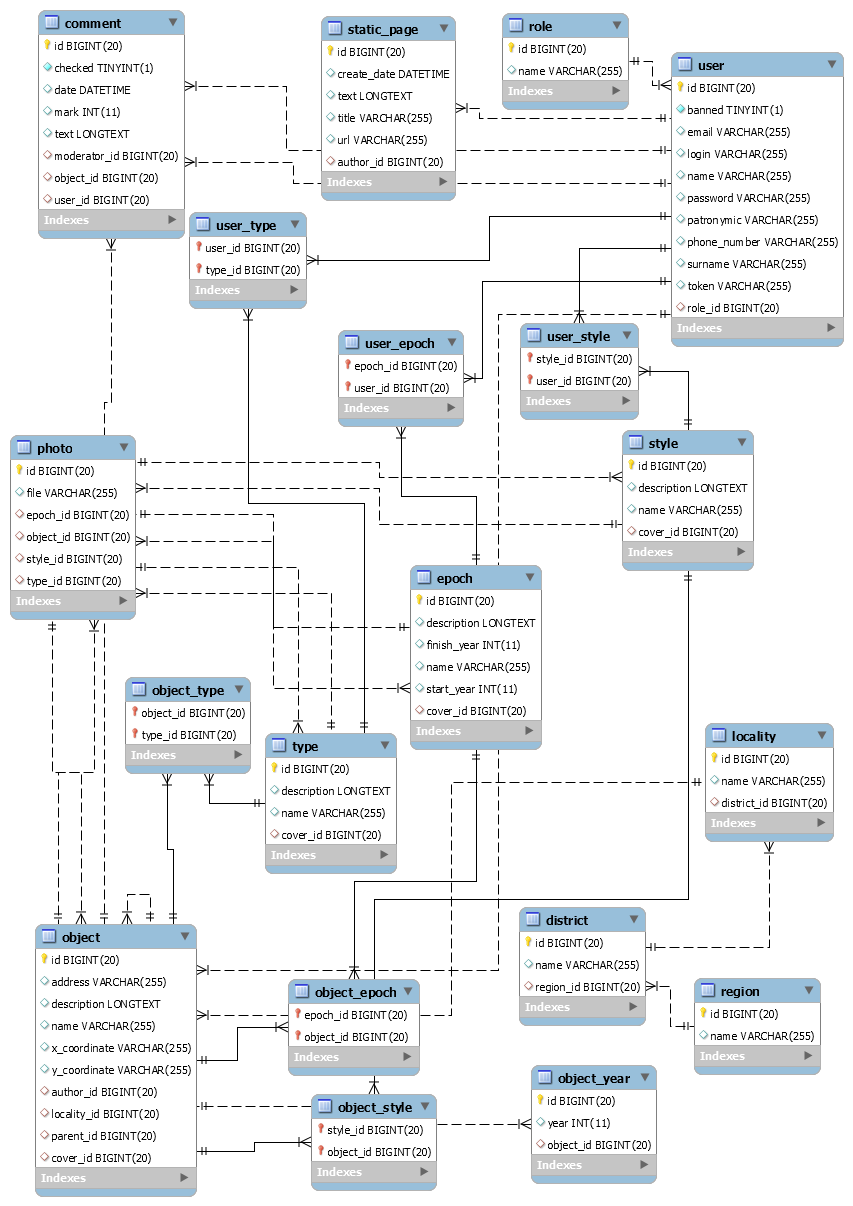 comment
id BIGINT(20)
checked TINYINT(1)
date DATETIME
mark INT(11)
text LONGTEXT
moderator_id BIGINT(20)
object_id BIGINT(20)
user_id BIGINT(20)
Indexes
static_page
id BIGINT(20)
create_date DATETIME
text LONGTEXT
title VARCHAR(255)
url VARCHAR(255)
author_id BIGINT(20)
Indexes
role
id BIGINT(20)
name VARCHAR(255)
Indexes
user
id BIGINT(20)
banned TINYINT(1)
email VARCHAR(255)
login VARCHAR(255)
name VARCHAR(255)
password VARCHAR(255)
patronymic VARCHAR(255)
phone_number VARCHAR(255)
surname VARCHAR(255)
token VARCHAR(255)
role_id BIGINT(20)
Indexes
user_type
user_id BIGINT(20)
type_id BIGINT(20)
Indexes
user_epoch
epoch_id BIGINT(20)
user_id BIGINT(20)
Indexes
user_style
style_id BIGINT(20)
user_id BIGINT(20)
Indexes
photo
id BIGINT(20)
file VARCHAR(255)
epoch_id BIGINT(20)
object_id BIGINT(20)
style_id BIGINT(20)
type_id BIGINT(20)
Indexes
style
id BIGINT(20)
description LONGTEXT
name VARCHAR(255)
cover_id BIGINT(20)
Indexes
epoch
id BIGINT(20)
description LONGTEXT
finish_year INT(11)
name VARCHAR(255)
start_year INT(11)
cover_id BIGINT(20)
Indexes
object_type
object_id BIGINT(20)
type_id BIGINT(20)
Indexes
type
id BIGINT(20)
description LONGTEXT
name VARCHAR(255)
cover_id BIGINT(20)
Indexes
locality
id BIGINT(20)
name VARCHAR(255)
district_id BIGINT(20)
Indexes
object
id BIGINT(20)
address VARCHAR(255)
description LONGTEXT
name VARCHAR(255)
x_coordinate VARCHAR(255)
y_coordinate VARCHAR(255)
author_id BIGINT(20)
locality_id BIGINT(20)
parent_id BIGINT(20)
cover_id BIGINT(20)
Indexes
district
id BIGINT(20)
name VARCHAR(255)
region_id BIGINT(20)
Indexes
object_epoch
epoch_id BIGINT(20)
object_id BIGINT(20)
Indexes
region
id BIGINT(20)
name VARCHAR(255)
Indexes
object_style
style_id BIGINT(20)
object_id BIGINT(20)
Indexes
object_year
id BIGINT(20)
year INT(11)
object_id BIGINT(20)
Indexes